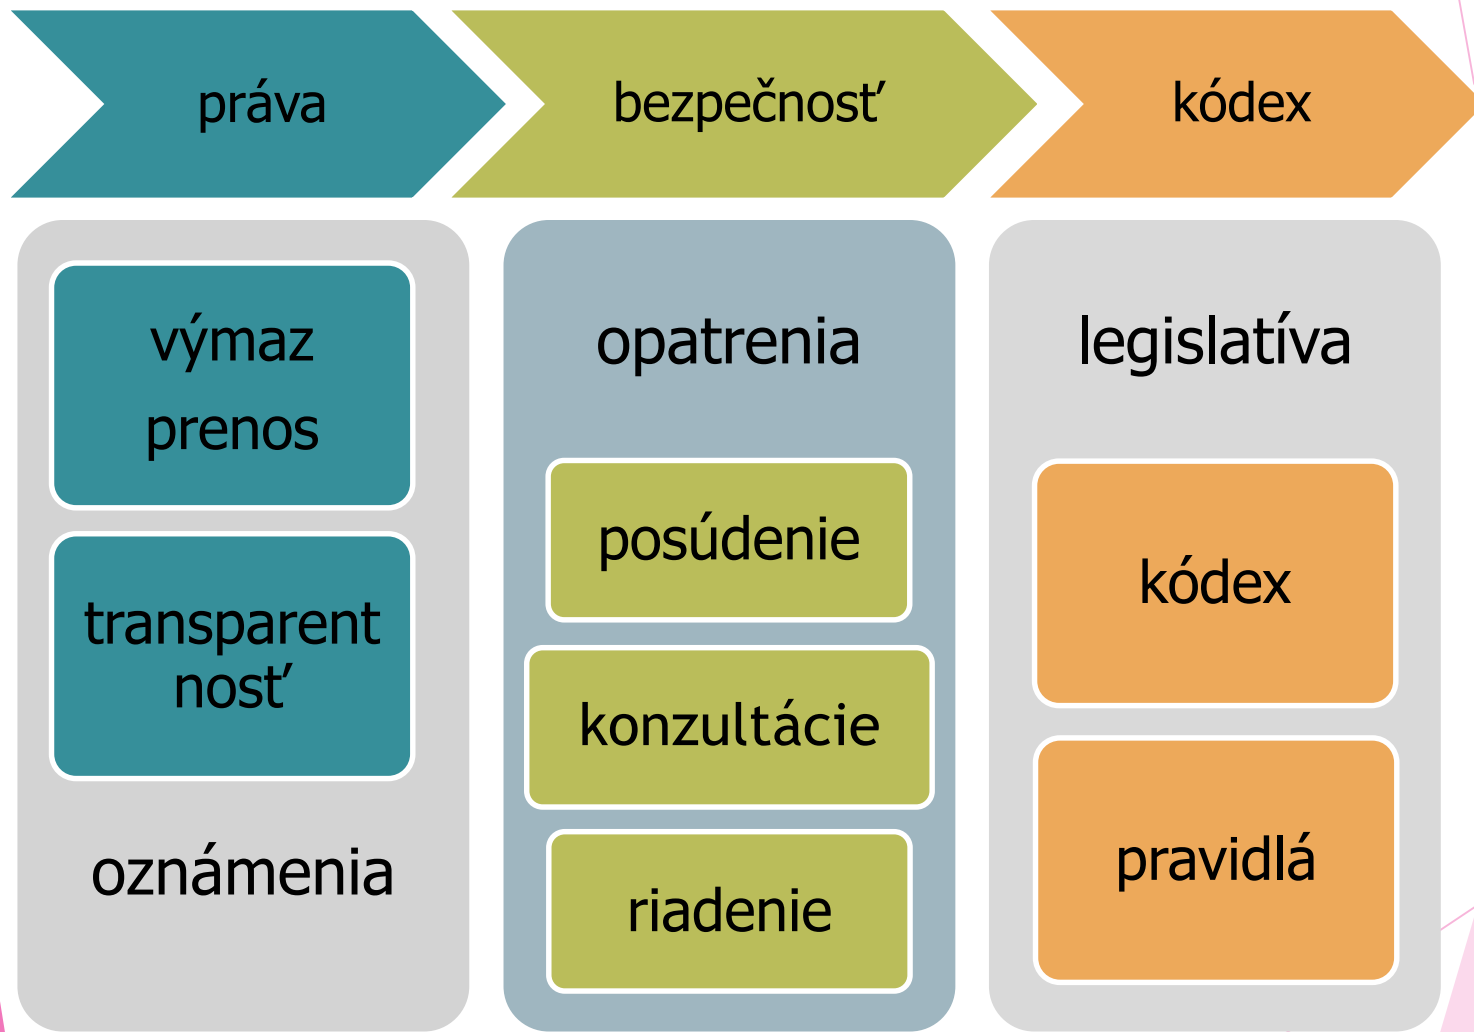 práva
bezpečnosť
kódex
výmaz
prenos
transparent
nosť
oznámenia
opatrenia
posúdenie
konzultácie
riadenie
legislatíva
kódex
pravidlá